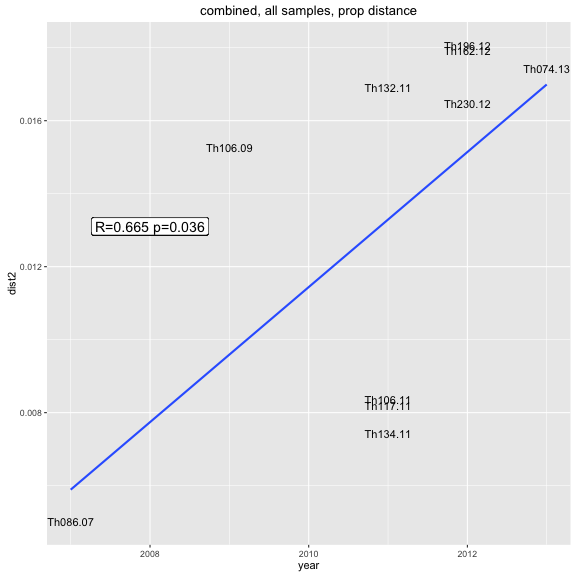 combined, all samples, prop distance
Th196.12
Th162.12
Th074.13
Th132.11
Th230.12
0.016
Th106.09
R=0.665 p=0.036
0.012
dist2
Th106.11
Th117.11
0.008
Th134.11
Th086.07
2008
2010
2012
year